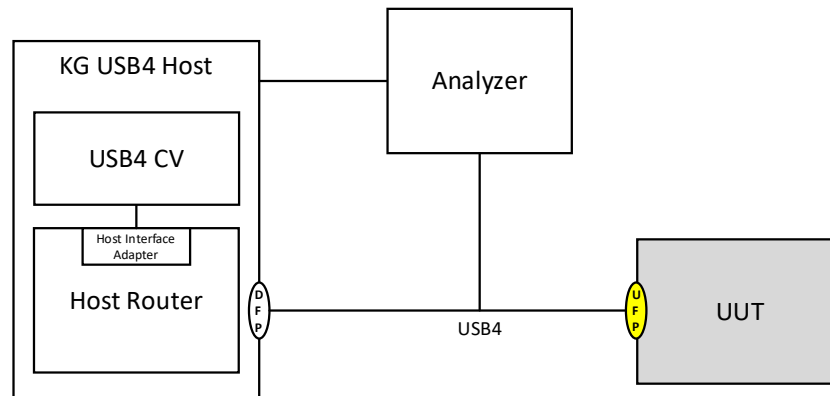 KG USB4 Host
Analyzer
USB4 CV
Host Interface
Adapter
Host Router
D
F
P
USB4
U
F
P
UUT